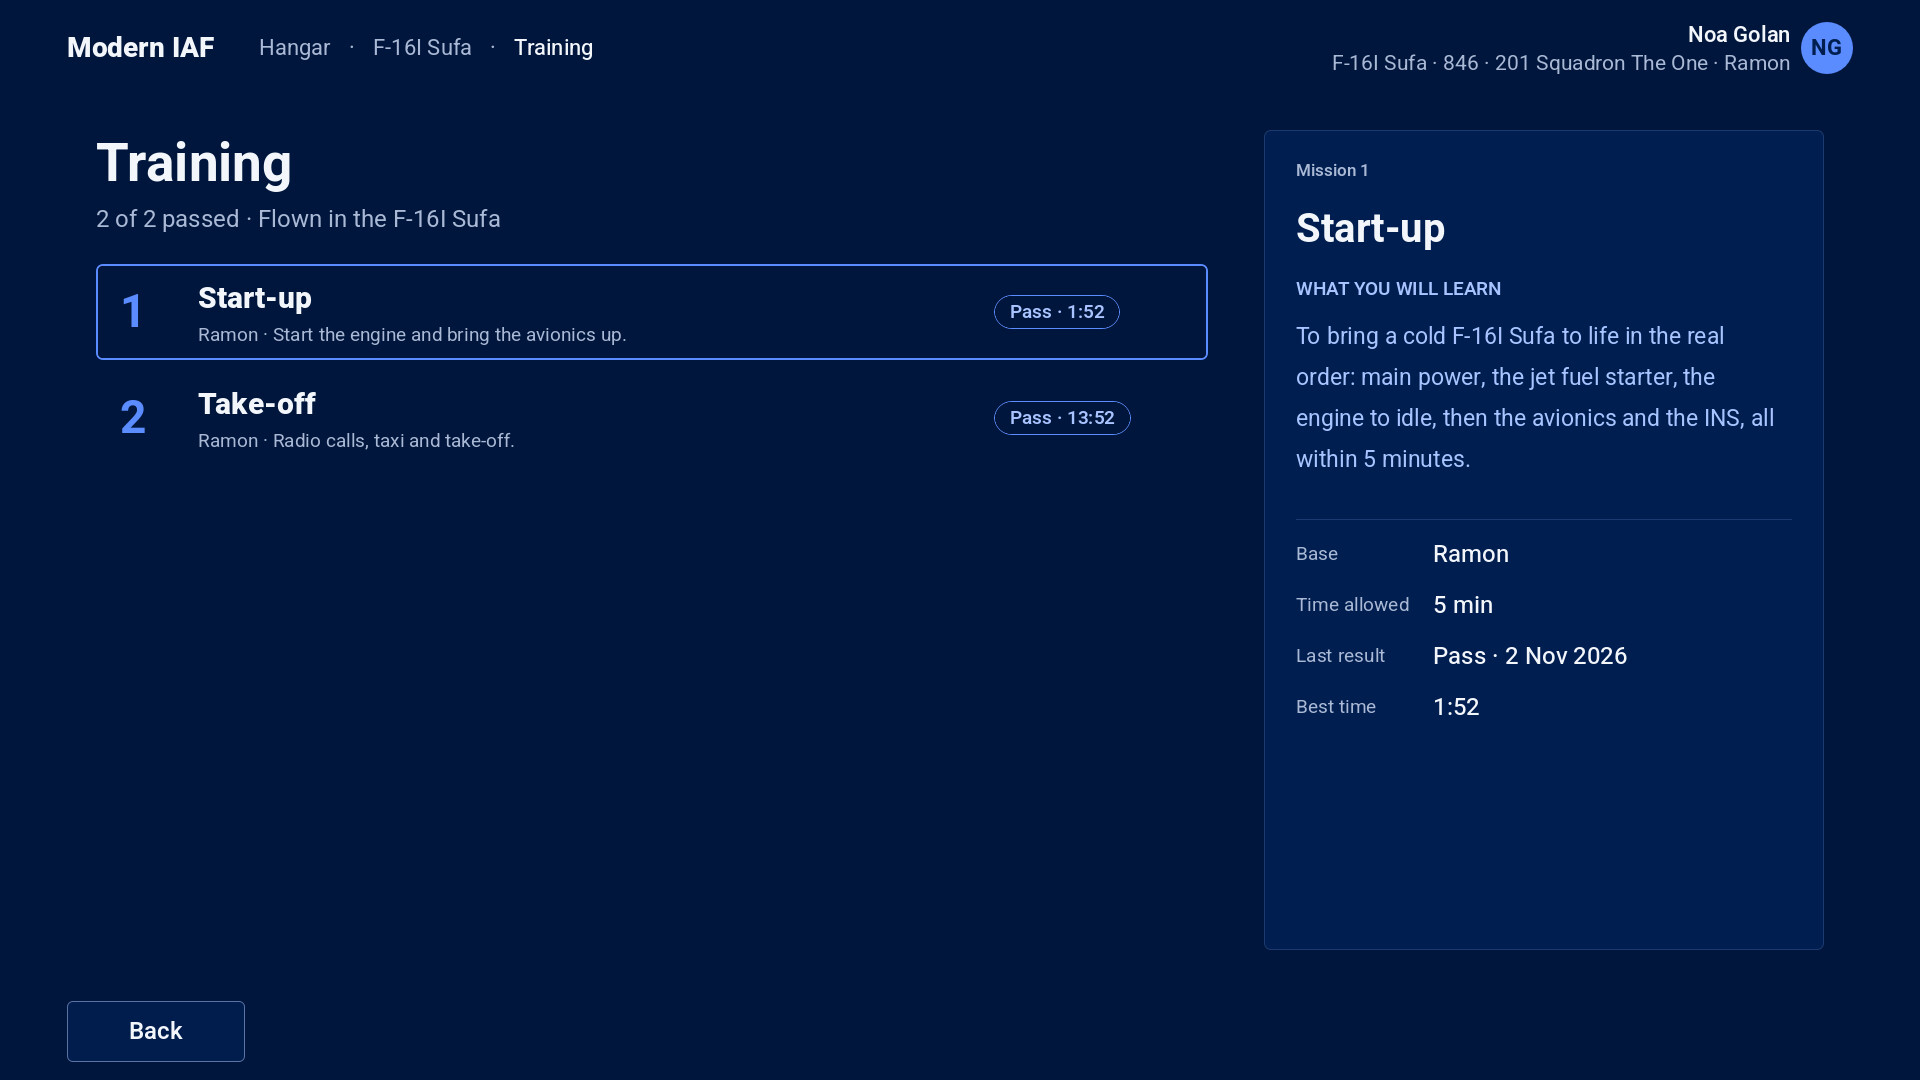 Modern IAF
Hangar · F-16I Sufa · Training
Noa Golan
F-16I Sufa · 846 · 201 Squadron The One · Ramon
NG
Training
2 of 2 passed · Flown in the F-16I Sufa
1
Start-up
Ramon · Start the engine and bring the avionics up.
Pass · 1:52
2
Take-off
Ramon · Radio calls, taxi and take-off.
Pass · 13:52
Mission 1
Start-up
WHAT YOU WILL LEARN
To bring a cold F-16I Sufa to life in the real
order: main power, the jet fuel starter, the
engine to idle, then the avionics and the INS, all
within 5 minutes.
Base Ramon
Time allowed 5 min
Last result Pass · 2 Nov 2026
Best time 1:52
Back